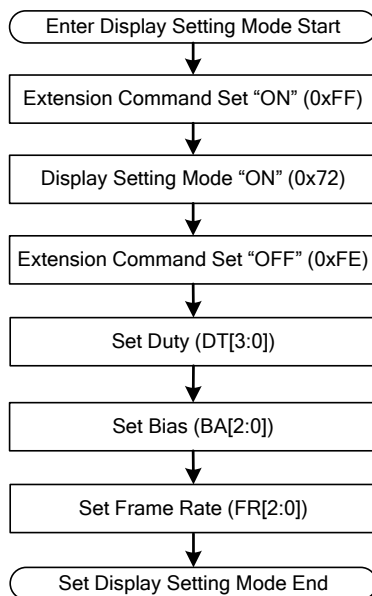 Enter Display Setting Mode Start
Extension Command Set “ON” (0xFF)
Display Setting Mode “ON” (0x72)
Extension Command Set “OFF” (0xFE)
Set Duty (DT[3:0])
Set Bias (BA[2:0])
Set Frame Rate (FR[2:0])
Set Display Setting Mode End